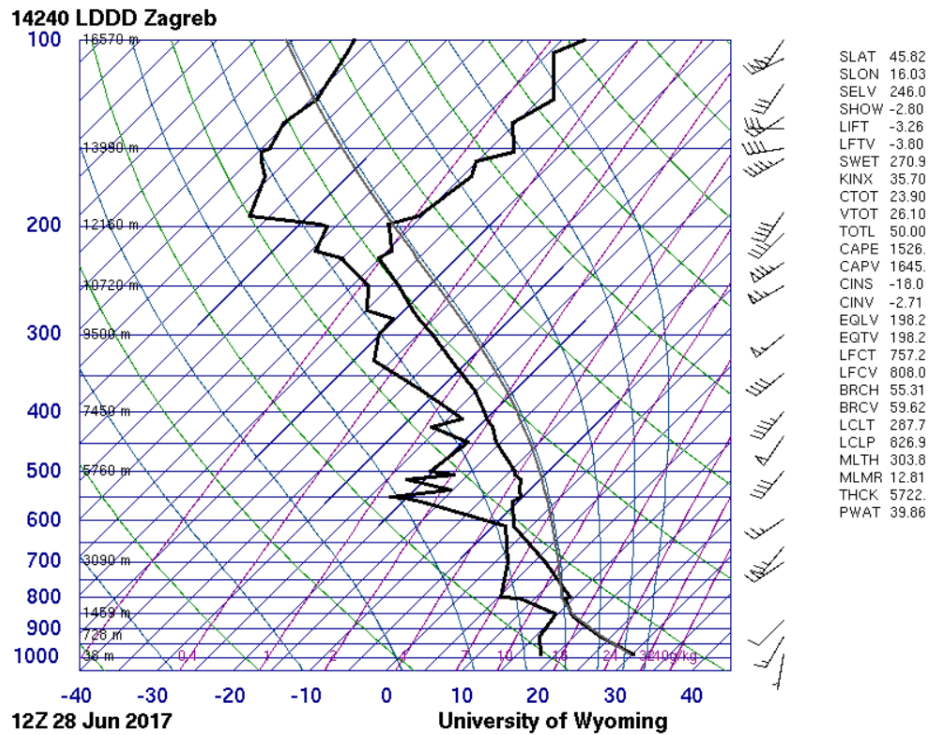 14240 LDDD Zagreb
100
16570 m
13990 m
200
12160 m
10720 m
300
9500 m
400
7450 m
500
5760 m
600
700
3090 m
800
1459 m
900
728 m
1000
38 m
0.1
1
2
4
7
10
16
24
32
40g/kg
-40
-30
-20
-10
0
10
20
30
40
12Z 28 Jun 2017
University of Wyoming
SLAT 45.82
SLON 16.03
SELV 246.0
SHOW -2.80
LIFT -3.26
LFTV -3.80
SWET 270.9
KINX 35.70
CTOT 23.90
VTOT 26.10
TOTL 50.00
CAPE 1526.
CAPV 1645.
CINS -18.0
CINV -2.71
EQLV 198.2
EQTV 198.2
LFCT 757.2
LFCV 808.0
BRCH 55.31
BRCV 59.62
LCLT 287.7
LCLP 826.9
MLTH 303.8
MLMR 12.81
THCK 5722.
PWAT 39.86